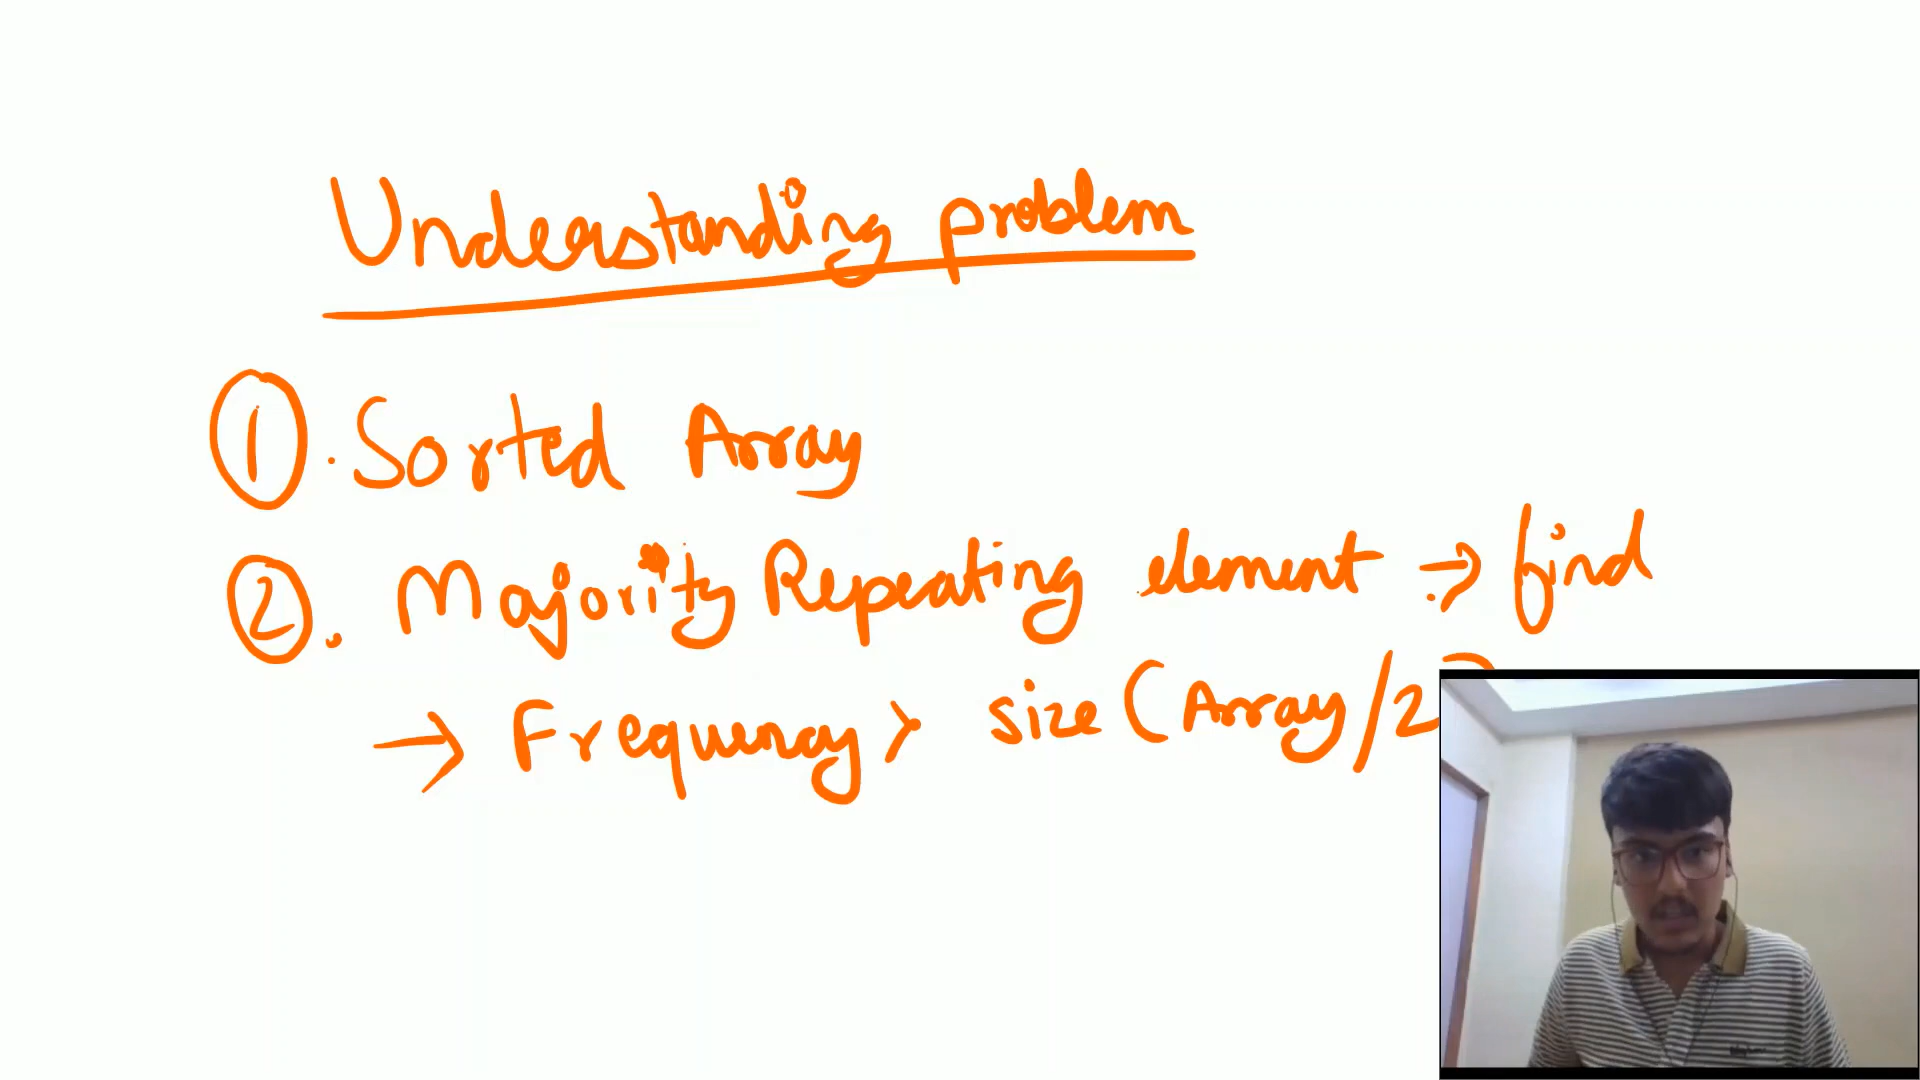 Understanding problem
1. Sorted Array
2. Majority Repeating element → find
→ Frequency > size (Array/2